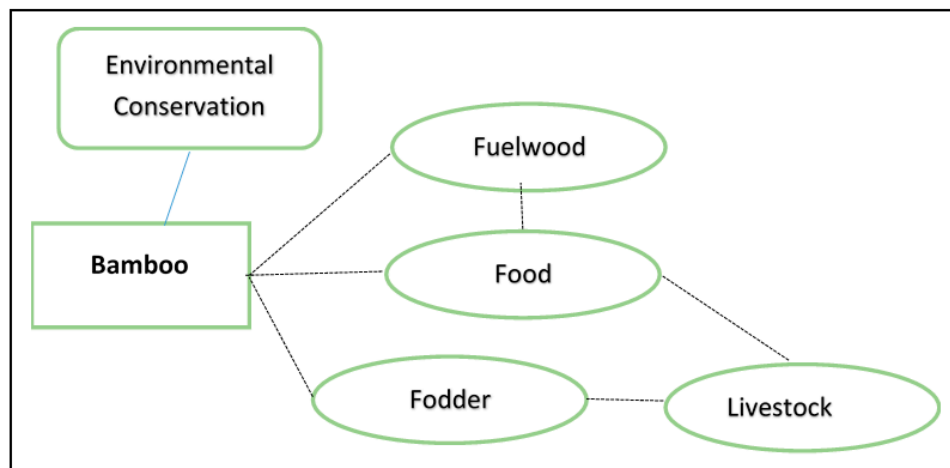 Environmental
Conservation
Fuelwood
Bamboo
Food
Fodder
Livestock